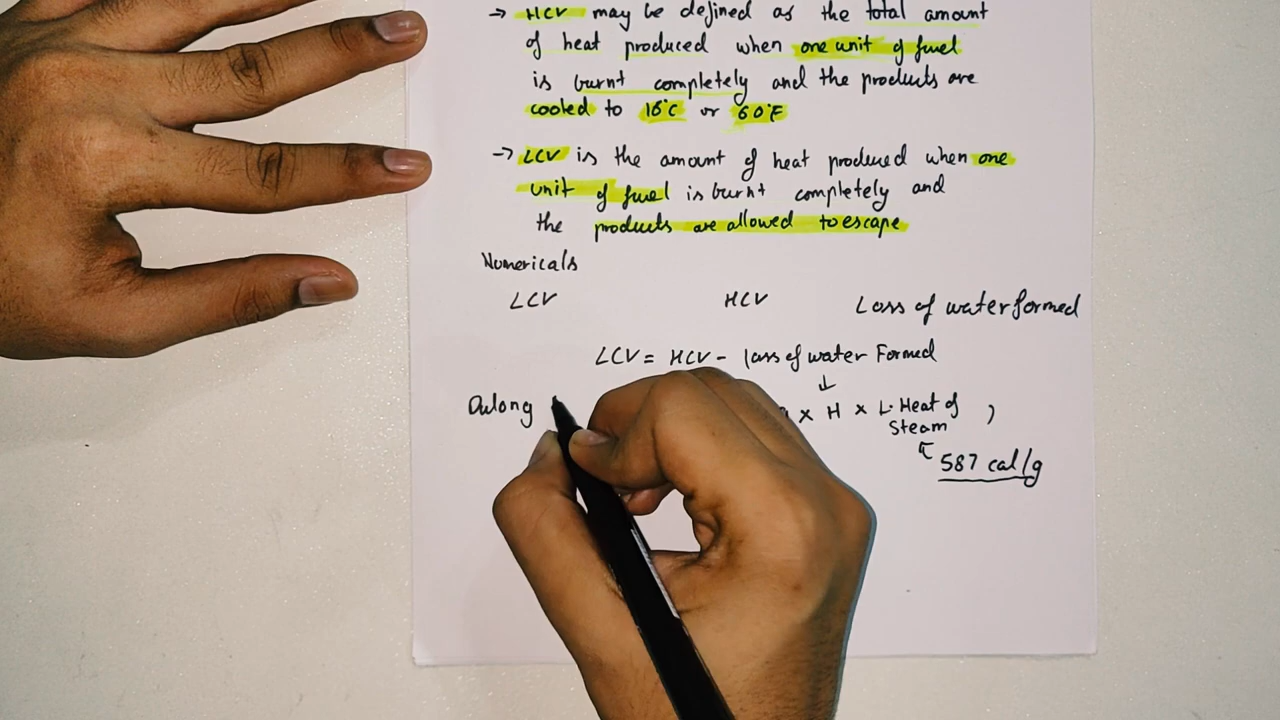 → HCV may be defined as the total amount
of heat produced when one unit of fuel
is burnt completely and the products are
cooled to 15°C or 60°F
→ LCV is the amount of heat produced when one
unit of fuel is burnt completely and
the products are allowed to escape
Numericals
LCV HCV Loss of water formed
LCV = HCV - loss of water Formed
↓
Dulong × H × L. Heat of
Steam )
587 cal/g